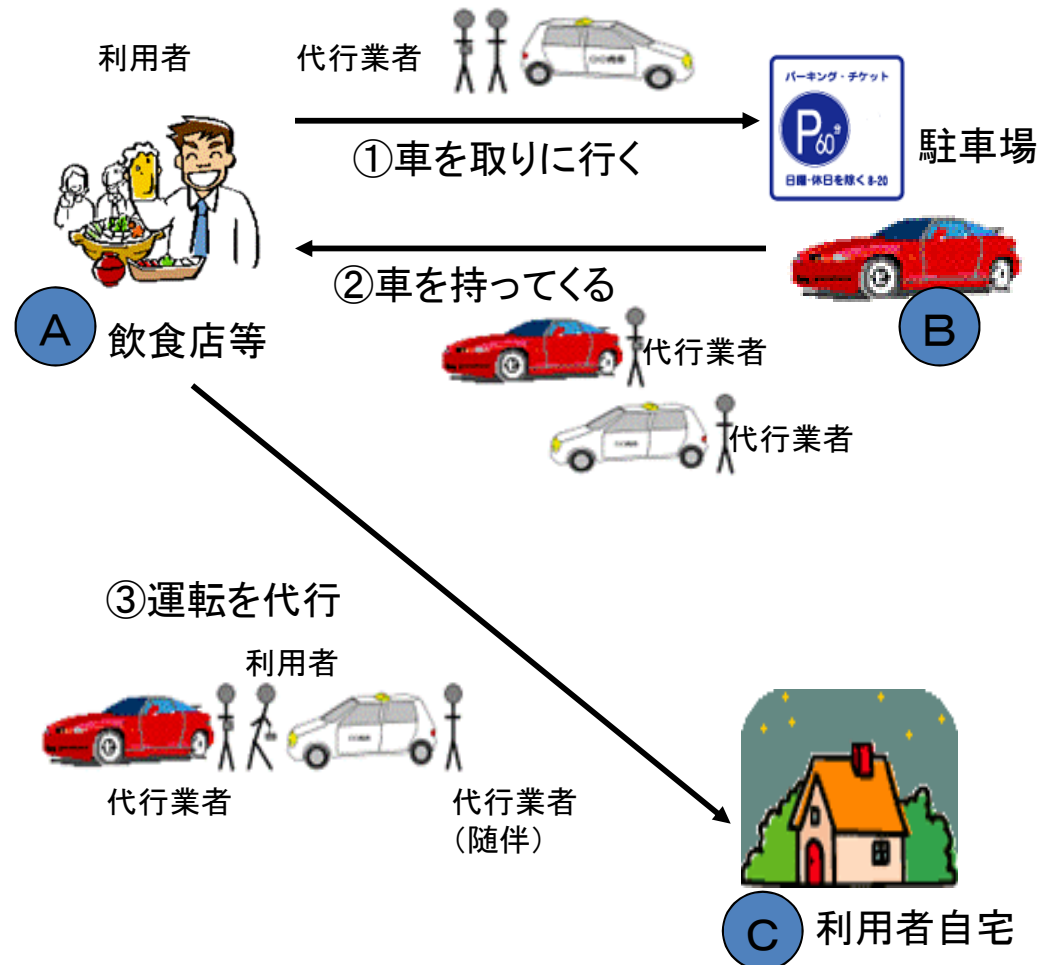 利用者
代行業者
①車を取りに行く
パーキング・チケット
P60分
日曜・休日を除く 8-20
駐車場
②車を持ってくる
A
飲食店等
B
代行業者
代行業者
③運転を代行
利用者
代行業者
代行業者
（随伴）
C
利用者自宅